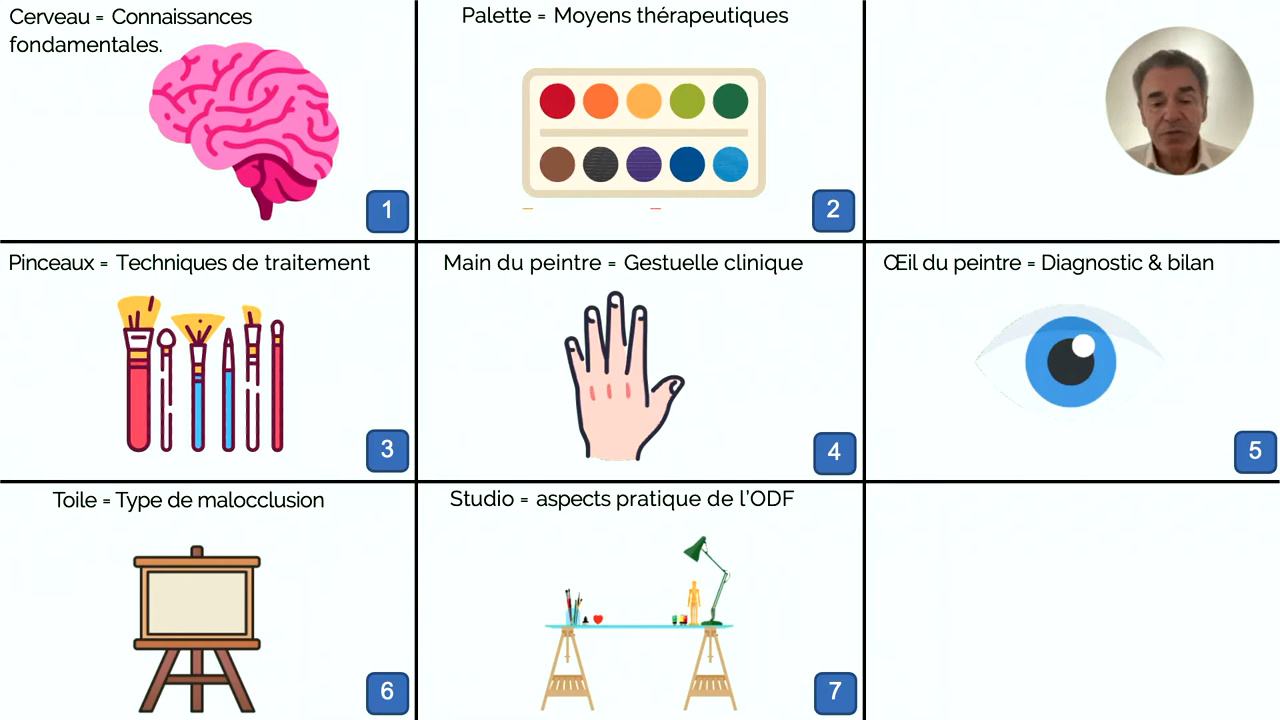 Cerveau = Connaissances
fondamentales.
1
Palette = Moyens thérapeutiques
2
Pinceaux = Techniques de traitement
3
Main du peintre = Gestuelle clinique
4
Œil du peintre = Diagnostic & bilan
5
Toile = Type de malocclusion
6
Studio = aspects pratique de l'ODF
7